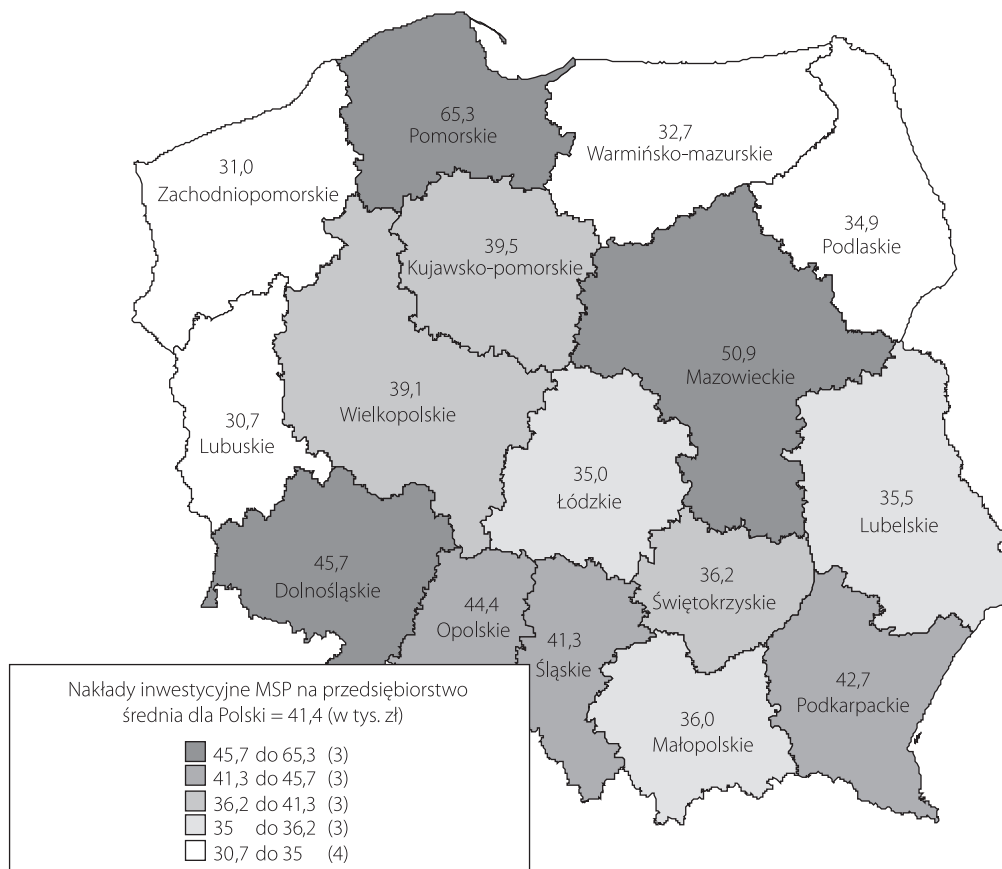 65,3
Pomorskie
32,7
Warmińsko-mazurskie
31,0
Zachodniopomorskie
34,9
Podlaskie
39,5
Kujawsko-pomorskie
50,9
Mazowieckie
39,1
Wielkopolskie
30,7
Lubuskie
35,0
Łódzkie
35,5
Lubelskie
45,7
Dolnośląskie
44,4
Opolskie
36,2
Świętokrzyskie
41,3
Śląskie
42,7
Podkarpackie
36,0
Małopolskie
Nakłady inwestycyjne MSP na przedsiębiorstwo
średnia dla Polski = 41,4 (w tys. zł)
45,7 do 65,3 (3)
41,3 do 45,7 (3)
36,2 do 41,3 (3)
35 do 36,2 (3)
30,7 do 35 (4)